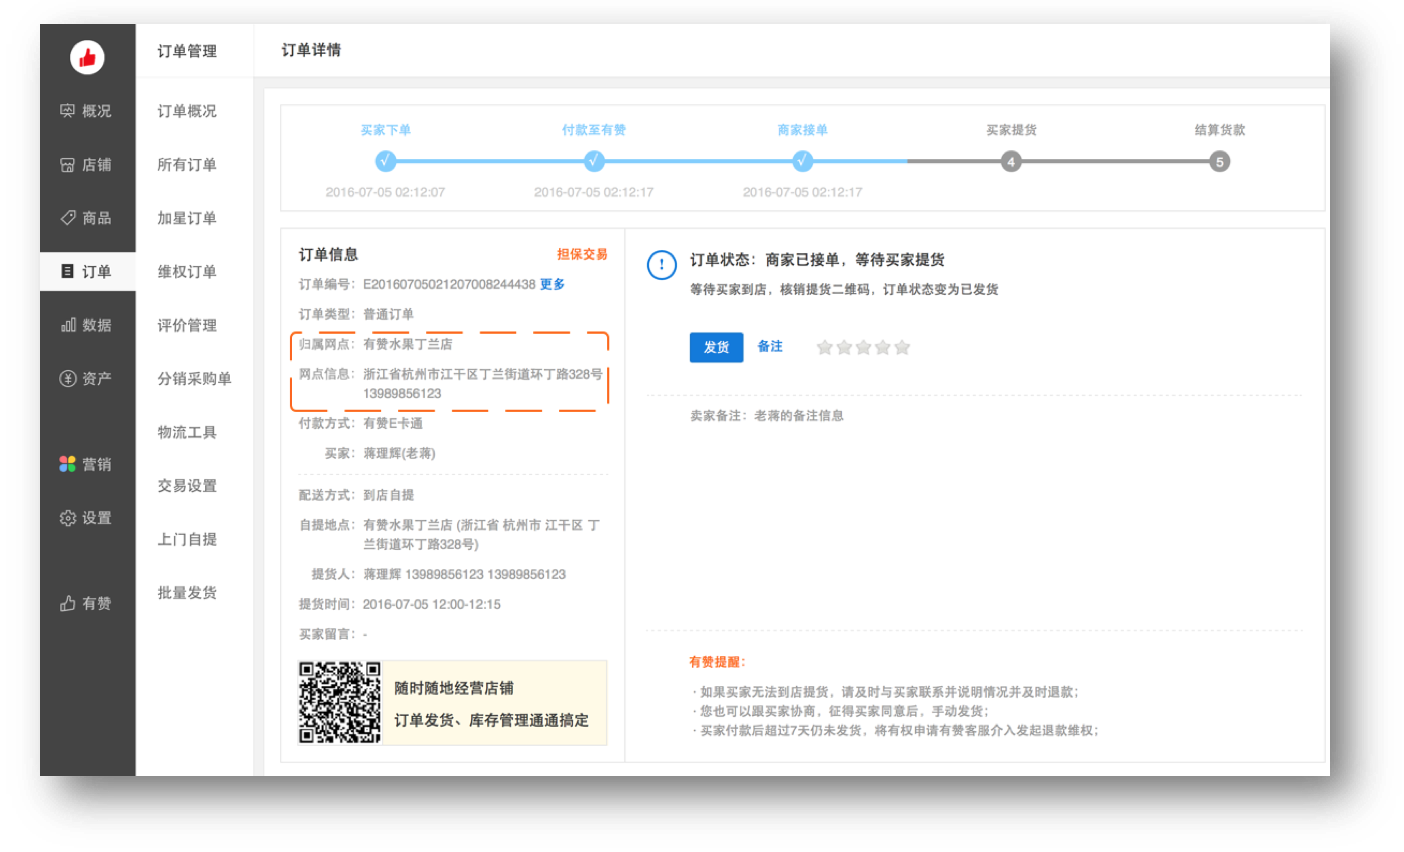 订单管理
订单详情
概况
店铺
商品
订单
数据
资产
营销
设置
有赞
订单概况
所有订单
加星订单
维权订单
评价管理
分销采购单
物流工具
交易设置
上门自提
批量发货
买家下单
付款至有赞
商家接单
买家提货
结算货款
4
5
2016-07-05 02:12:07
2016-07-05 02:12:17
2016-07-05 02:12:17
订单信息
担保交易
订单编号：E20160705021207008244438 更多
订单类型：普通订单
归属网点：有赞水果丁兰店
网点信息：浙江省杭州市江干区丁兰街道环丁路328号
13989856123
付款方式：有赞E卡通
买家：蒋理辉(老蒋)
配送方式：到店自提
自提地点：有赞水果丁兰店 (浙江省 杭州市 江干区 丁
兰街道环丁路328号)
提货人：蒋理辉 13989856123 13989856123
提货时间：2016-07-05 12:00-12:15
买家留言：-
随时随地经营店铺
订单发货、库存管理通通搞定
订单状态：商家已接单，等待买家提货
等待买家到店，核销提货二维码，订单状态变为已发货
发货
备注
卖家备注：老蒋的备注信息
有赞提醒：
· 如果买家无法到店提货，请及时与买家联系并说明情况并及时退款；
· 您也可以跟买家协商，征得买家同意后，手动发货；
· 买家付款后超过7天仍未发货，将有权申请有赞客服介入发起退款维权；